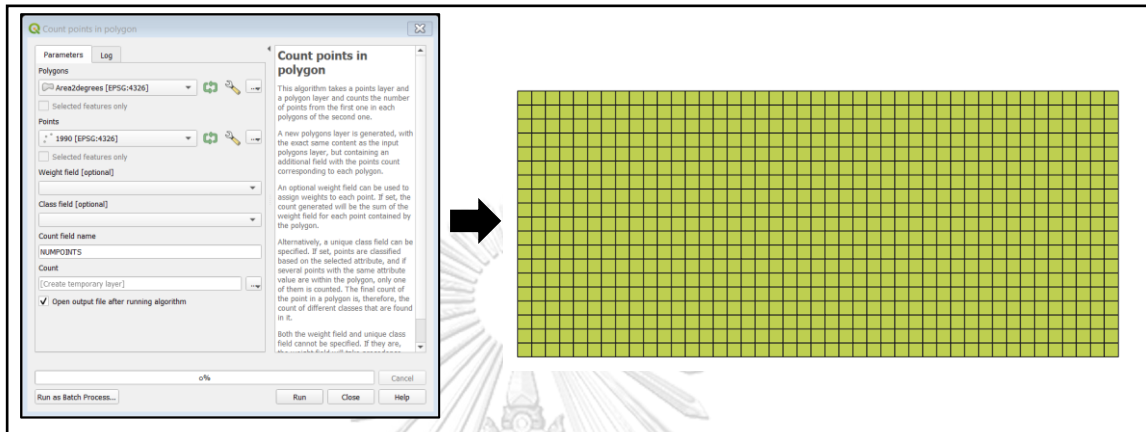 Count points in polygon
Parameters
Log
Polygons
Area2degrees [EPSG:4326]
Selected features only
Points
1990 [EPSG:4326]
Selected features only
Weight field [optional]
Class field [optional]
Count field name
NUMPOINTS
Count
[Create temporary layer]
Open output file after running algorithm
Count points in
polygon
This algorithm takes a points layer and
a polygon layer and counts the number
of points from the first one in each
polygons of the second one.
A new polygons layer is generated, with
the exact same content as the input
polygons layer, but containing an
additional field with the points count
corresponding to each polygon.
An optional weight field can be used to
assign weights to each point. If set, the
count generated will be the sum of the
weight field for each point contained by
the polygon.
Alternatively, a unique class field can be
specified. If set, points are classified
based on the selected attribute, and if
several points with the same attribute
value are within the polygon, only one
of them is counted. The final count of
the point in a polygon is, therefore, the
count of different classes that are found
in it.
Both the weight field and unique class
field cannot be specified. If they are,
the weight field will take precedence
0%
Cancel
Run as Batch Process...
Run
Close
Help